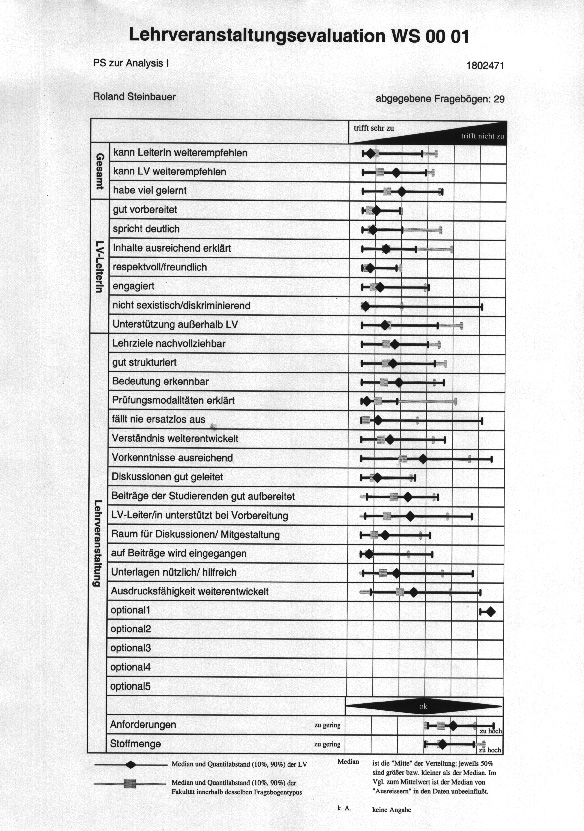 Lehrveranstaltungsevaluation WS 00 01
PS zur Analysis I 1802471
Roland Steinbauer abgegebene Fragebögen: 29
trifft sehr zu trifft nicht zu
Gesamt
kann LeiterIn weiterempfehlen
kann LV weiterempfehlen
habe viel gelernt
LV-LeiterIn
gut vorbereitet
spricht deutlich
Inhalte ausreichend erklärt
respektvoll/freundlich
engagiert
nicht sexistisch/diskriminierend
Unterstützung außerhalb LV
Lehrveranstaltung
Lehrziele nachvollziehbar
gut strukturiert
Bedeutung erkennbar
Prüfungsmodalitäten erklärt
fällt nie ersatzlos aus
Verständnis weiterentwickelt
Vorkenntnisse ausreichend
Diskussionen gut geleitet
Beiträge der Studierenden gut aufbereitet
LV-Leiter/in unterstützt bei Vorbereitung
Raum für Diskussionen/ Mitgestaltung
auf Beiträge wird eingegangen
Unterlagen nützlich/ hilfreich
Ausdrucksfähigkeit weiterentwickelt
optional1
optional2
optional3
optional4
optional5
ok
Anforderungen zu gering zu hoch
Stoffmenge zu gering zu hoch
Median und Quantilabstand (10%, 90%) der LV
Median und Quantilabstand (10%, 90%) der
Fakultät innerhalb desselben Fragebogentypus
Median ist die "Mitte" der Verteilung: jeweils 50%
sind größer bzw. kleiner als der Median. Im
Vgl. zum Mittelwert ist der Median von
"Ausreissern" in den Daten unbeeinflußt.
k. A. keine Angabe